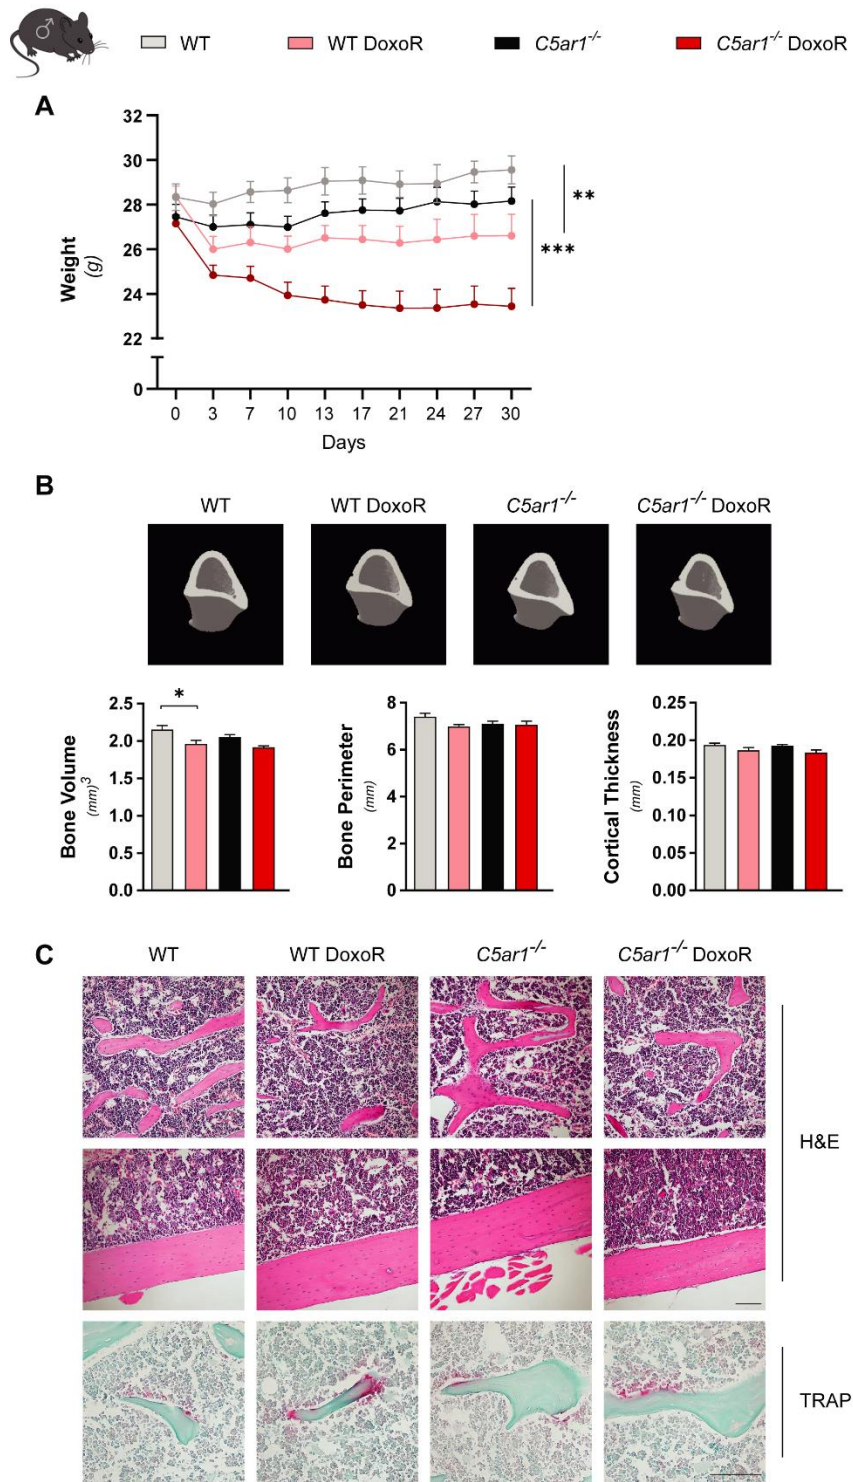 WT WT DoxoR C5ar1-/- C5ar1-/- DoxoR
A
32
30
28
26
24
22
0
Weight
(g)
**
***
0 3 7 10 13 17 21 24 27 30
Days
B
WT WT DoxoR C5ar1-/- C5ar1-/- DoxoR
2.5
2.0
1.5
1.0
0.5
0.0
Bone Volume
(mm)3
*
8
6
4
2
0
Bone Perimeter
(mm)
0.25
0.20
0.15
0.10
0.05
0.00
Cortical Thickness
(mm)
C
WT WT DoxoR C5ar1-/- C5ar1-/- DoxoR
H&E
TRAP